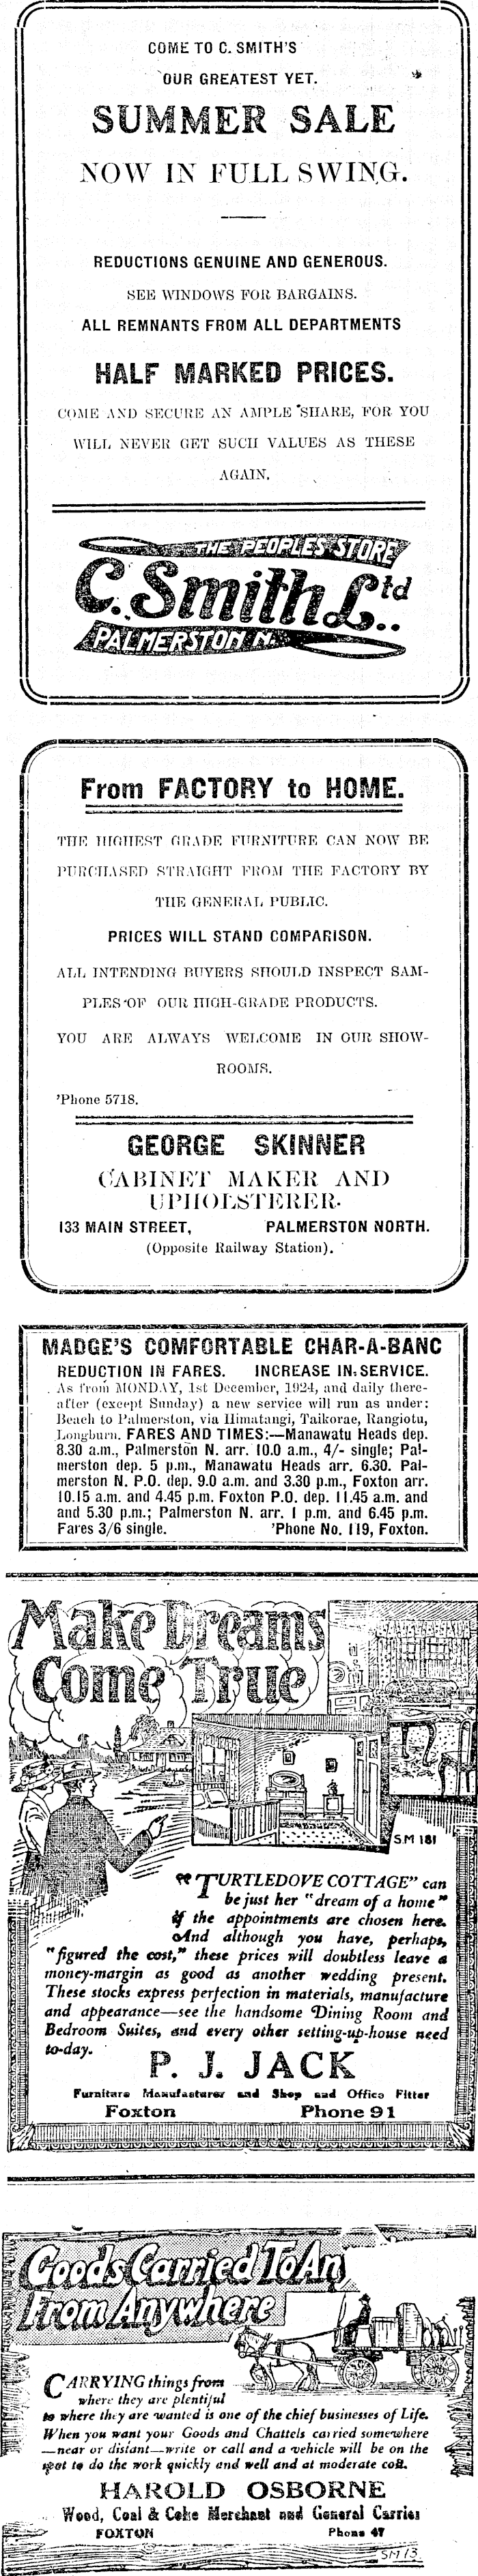 COME TO C. SMITH'S
OUR GREATEST YET.
SUMMER SALE
NOW IN FULL SWING.
REDUCTIONS GENUINE AND GENEROUS.
SEE WINDOWS FOR BARGAINS.
ALL REMNANTS FROM ALL DEPARTMENTS
HALF MARKED PRICES.
COME AND SECURE AN AMPLE SHARE, FOR YOU
WILL NEVER GET SUCH VALUES AS THESE
AGAIN.
THE PEOPLES STORE
C. Smith Ltd..
PALMERSTON N.
From FACTORY to HOME.
THE HIGHEST GRADE FURNITURE CAN NOW BE
PURCHASED STRAIGHT FROM THE FACTORY BY
THE GENERAL PUBLIC.
PRICES WILL STAND COMPARISON.
ALL INTENDING BUYERS SHOULD INSPECT SAM-
PLES OF OUR HIGH-GRADE PRODUCTS.
YOU ARE ALWAYS WELCOME IN OUR SHOW-
ROOMS.
'Phone 5718.
GEORGE SKINNER
CABINET MAKER AND
UPHOLSTERER.
133 MAIN STREET, PALMERSTON NORTH.
(Opposite Railway Station).
MADGE'S COMFORTABLE CHAR-A-BANC
REDUCTION IN FARES. INCREASE IN SERVICE.
As from MONDAY, 1st December, 1924, and daily there-
after (except Sunday) a new service will run as under:
Beach to Palmerston, via Himatangi, Taikorae, Rangiotu,
Longburn. FARES AND TIMES:—Manawatu Heads dep.
8.30 a.m., Palmerston N. arr. 10.0 a.m., 4/- single; Pal-
merston dep. 5 p.m., Manawatu Heads arr. 6.30. Pal-
merston N. P.O. dep. 9.0 a.m. and 3.30 p.m., Foxton arr.
10.15 a.m. and 4.45 p.m. Foxton P.O. dep. 11.45 a.m. and
and 5.30 p.m.; Palmerston N. arr. 1 p.m. and 6.45 p.m.
Fares 3/6 single. 'Phone No. 119, Foxton.
Make Dreams
Come True
S.M 181
"TURTLEDOVE COTTAGE" can
be just her "dream of a home"
if the appointments are chosen here.
And although you have, perhaps,
"figured the cost," these prices will doubtless leave a
money-margin as good as another wedding present.
These stocks express perfection in materials, manufacture
and appearance—see the handsome Dining Room and
Bedroom Suites, and every other setting-up-house need
to-day.
P. J. JACK
Furniture Manufacturer and Shop and Office Fitter
Foxton Phone 91
Goods Carried To An
From Anywhere
CARRYING things from
where they are plentiful
to where they are wanted is one of the chief businesses of Life.
When you want your Goods and Chattels carried somewhere
—near or distant—write or call and a vehicle will be on the
spot to do the work quickly and well and at moderate cost.
HAROLD OSBORNE
Wood, Coal & Coke Merchant and General Carrier
FOXTON Phone 47
SM 13